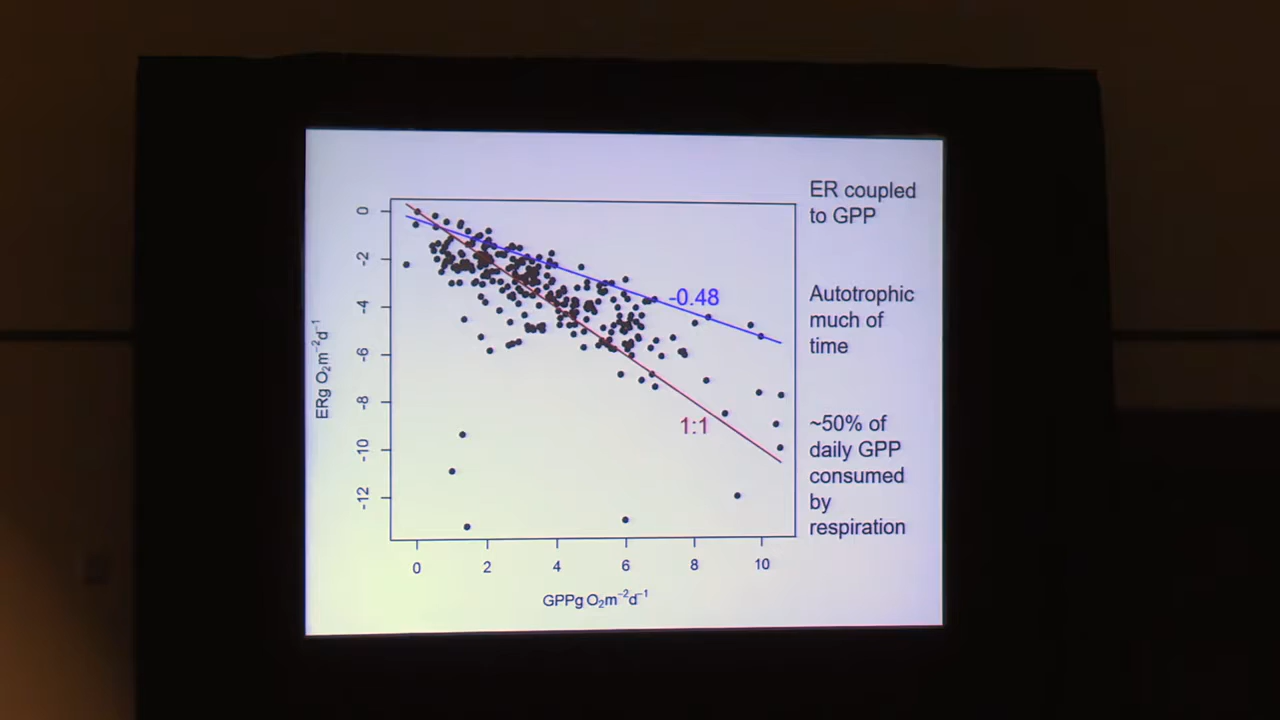 ER coupled
to GPP
Autotrophic
much of
time
~50% of
daily GPP
consumed
by
respiration
-0.48
1:1
ERg O₂m⁻²d⁻¹
0
-2
-4
-6
-8
-10
-12
0 2 4 6 8 10
GPPg O₂m⁻²d⁻¹